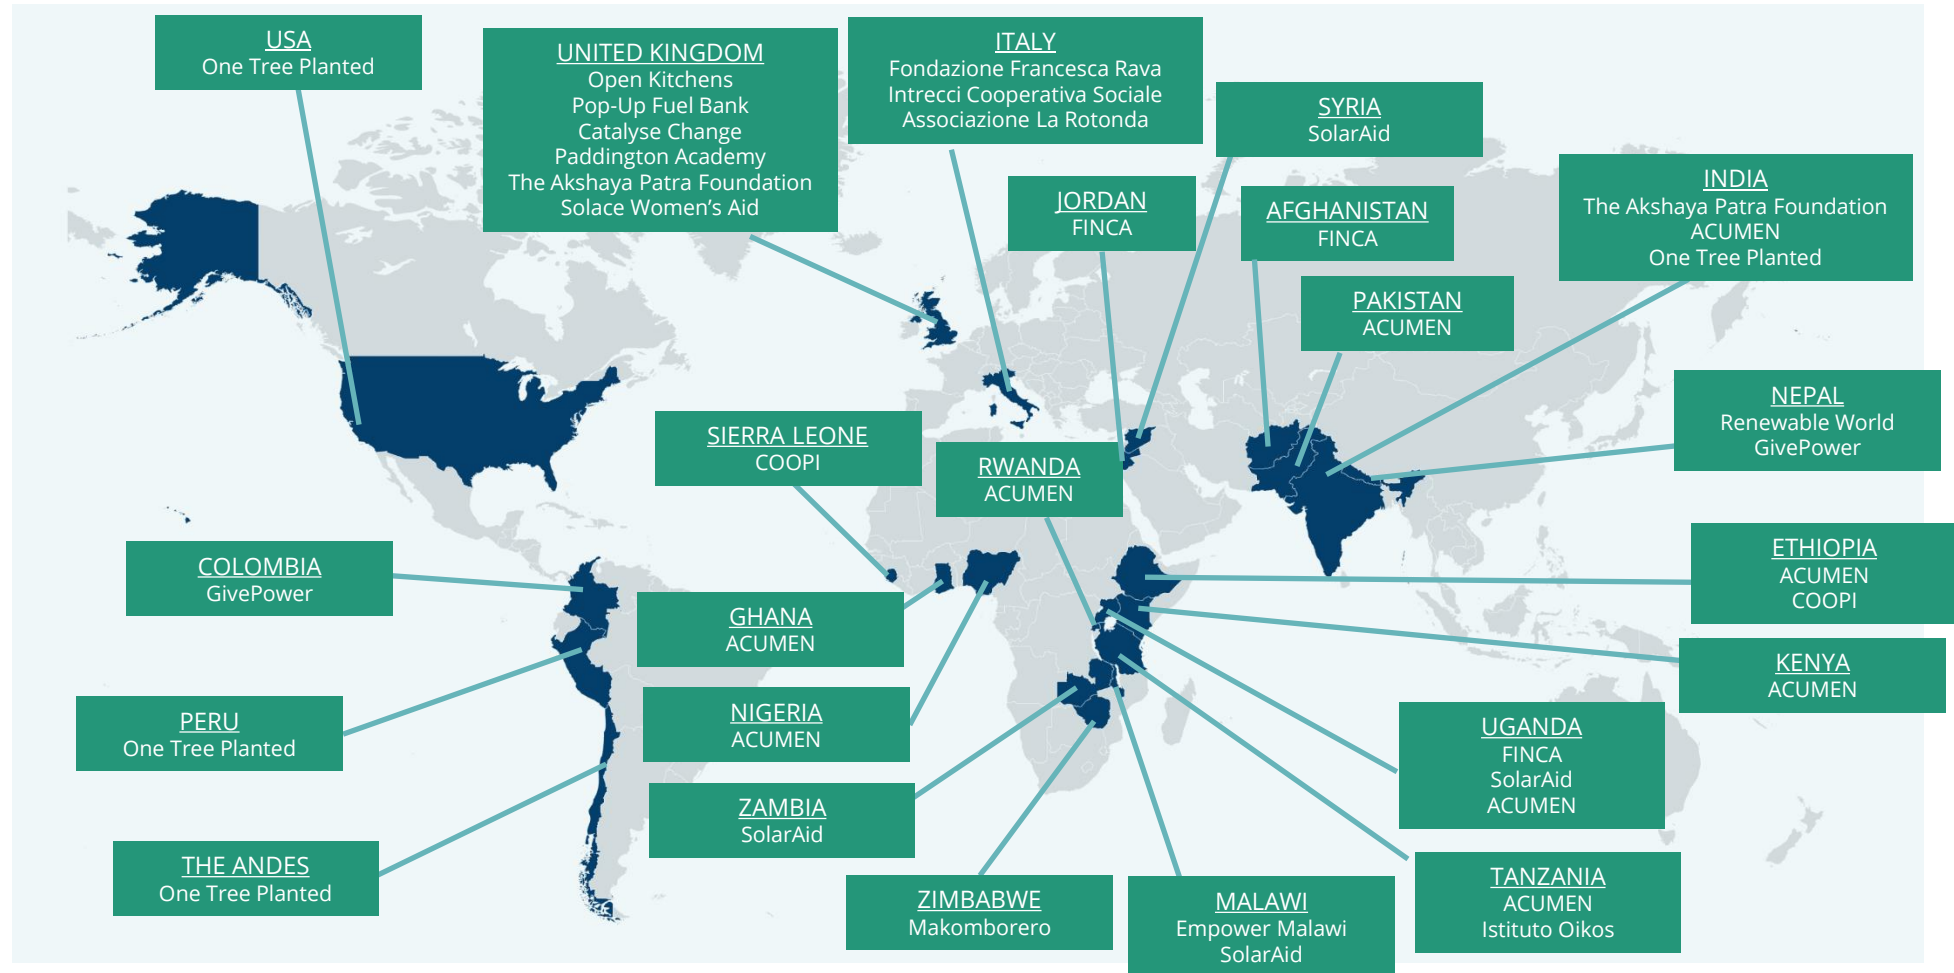 USA
One Tree Planted
UNITED KINGDOM
Open Kitchens
Pop-Up Fuel Bank
Catalyse Change
Paddington Academy
The Akshaya Patra Foundation
Solace Women’s Aid
ITALY
Fondazione Francesca Rava
Intrecci Cooperativa Sociale
Associazione La Rotonda
SYRIA
SolarAid
JORDAN
FINCA
AFGHANISTAN
FINCA
INDIA
The Akshaya Patra Foundation
ACUMEN
One Tree Planted
PAKISTAN
ACUMEN
NEPAL
Renewable World
GivePower
SIERRA LEONE
COOPI
RWANDA
ACUMEN
ETHIOPIA
ACUMEN
COOPI
COLOMBIA
GivePower
GHANA
ACUMEN
KENYA
ACUMEN
PERU
One Tree Planted
NIGERIA
ACUMEN
UGANDA
FINCA
SolarAid
ACUMEN
ZAMBIA
SolarAid
THE ANDES
One Tree Planted
ZIMBABWE
Makomborero
MALAWI
Empower Malawi
SolarAid
TANZANIA
ACUMEN
Istituto Oikos